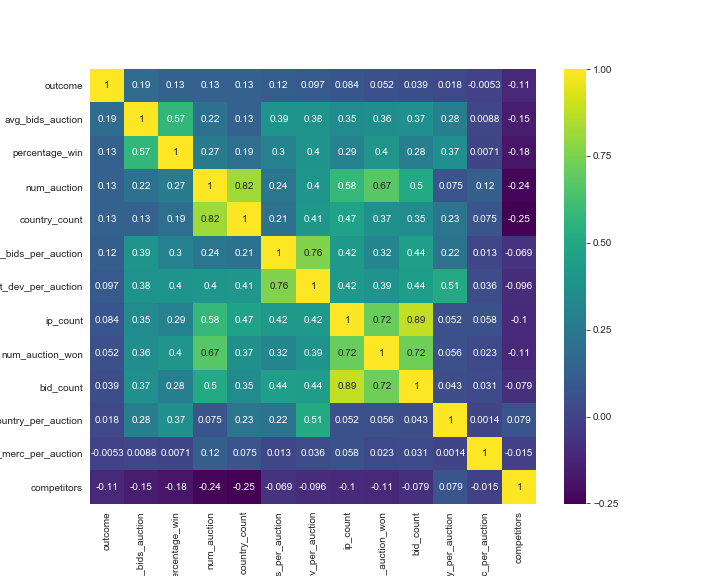 outcome 1 0.19 0.13 0.13 0.13 0.12 0.097 0.084 0.052 0.039 0.018 -0.0053 -0.11
avg_bids_auction 0.19 1 0.57 0.22 0.13 0.39 0.38 0.35 0.36 0.37 0.28 0.0088 -0.15
percentage_win 0.13 0.57 1 0.27 0.19 0.3 0.4 0.29 0.4 0.28 0.37 0.0071 -0.18
num_auction 0.13 0.22 0.27 1 0.82 0.24 0.4 0.58 0.67 0.5 0.075 0.12 -0.24
country_count 0.13 0.13 0.19 0.82 1 0.21 0.41 0.47 0.37 0.35 0.23 0.075 -0.25
_bids_per_auction 0.12 0.39 0.3 0.24 0.21 1 0.76 0.42 0.32 0.44 0.22 0.013 -0.069
t_dev_per_auction 0.097 0.38 0.4 0.4 0.41 0.76 1 0.42 0.39 0.44 0.51 0.036 -0.096
ip_count 0.084 0.35 0.29 0.58 0.47 0.42 0.42 1 0.72 0.89 0.052 0.058 -0.1
num_auction_won 0.052 0.36 0.4 0.67 0.37 0.32 0.39 0.72 1 0.72 0.056 0.023 -0.11
bid_count 0.039 0.37 0.28 0.5 0.35 0.44 0.44 0.89 0.72 1 0.043 0.031 -0.079
ountry_per_auction 0.018 0.28 0.37 0.075 0.23 0.22 0.51 0.052 0.056 0.043 1 0.0014 0.079
_merc_per_auction -0.0053 0.0088 0.0071 0.12 0.075 0.013 0.036 0.058 0.023 0.031 0.0014 1 -0.015
competitors -0.11 -0.15 -0.18 -0.24 -0.25 -0.069 -0.096 -0.1 -0.11 -0.079 0.079 -0.015 1
outcome
_bids_auction
ercentage_win
num_auction
country_count
s_per_auction
v_per_auction
ip_count
_auction_won
bid_count
y_per_auction
c_per_auction
competitors
1.00
0.75
0.50
0.25
0.00
−0.25